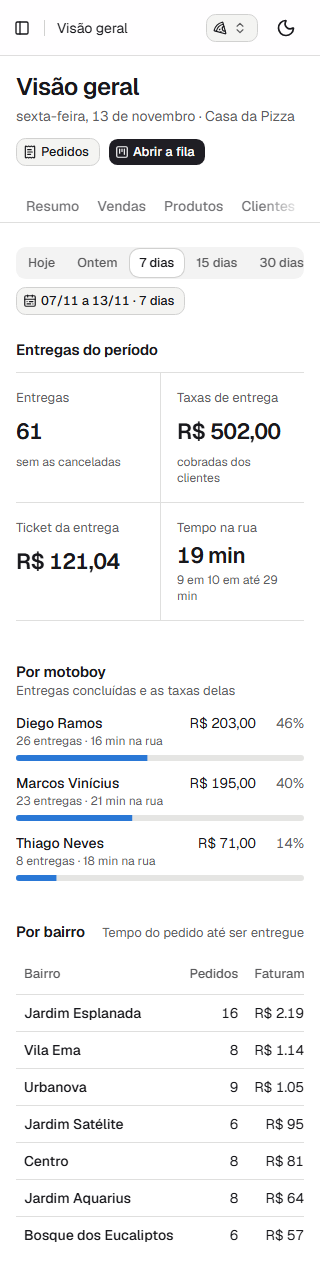 Visão geral
Visão geral
sexta-feira, 13 de novembro · Casa da Pizza
Pedidos
Abrir a fila
Resumo Vendas Produtos Clientes
Hoje Ontem 7 dias 15 dias 30 dias
07/11 a 13/11 · 7 dias
Entregas do período
Entregas
61
sem as canceladas
Taxas de entrega
R$ 502,00
cobradas dos
clientes
Ticket da entrega
R$ 121,04
Tempo na rua
19 min
9 em 10 em até 29
min
Por motoboy
Entregas concluídas e as taxas delas
Diego Ramos R$ 203,00 46%
26 entregas · 16 min na rua
Marcos Vinícius R$ 195,00 40%
23 entregas · 21 min na rua
Thiago Neves R$ 71,00 14%
8 entregas · 18 min na rua
Por bairro Tempo do pedido até ser entregue
Bairro Pedidos Faturam
Jardim Esplanada 16 R$ 2.19
Vila Ema 8 R$ 1.14
Urbanova 9 R$ 1.05
Jardim Satélite 6 R$ 95
Centro 8 R$ 81
Jardim Aquarius 8 R$ 64
Bosque dos Eucaliptos 6 R$ 57